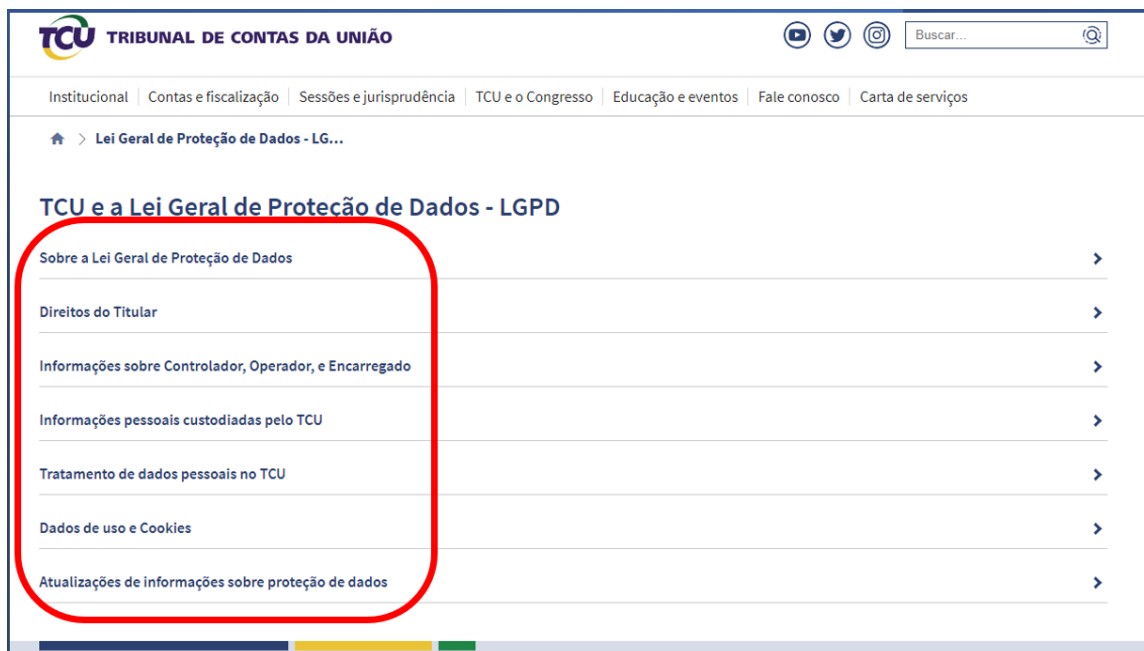 TCU TRIBUNAL DE CONTAS DA UNIÃO
Buscar...
Institucional Contas e fiscalização Sessões e jurisprudência TCU e o Congresso Educação e eventos Fale conosco Carta de serviços
> Lei Geral de Proteção de Dados - LG...
TCU e a Lei Geral de Proteção de Dados - LGPD
Sobre a Lei Geral de Proteção de Dados
Direitos do Titular
Informações sobre Controlador, Operador, e Encarregado
Informações pessoais custodiadas pelo TCU
Tratamento de dados pessoais no TCU
Dados de uso e Cookies
Atualizações de informações sobre proteção de dados